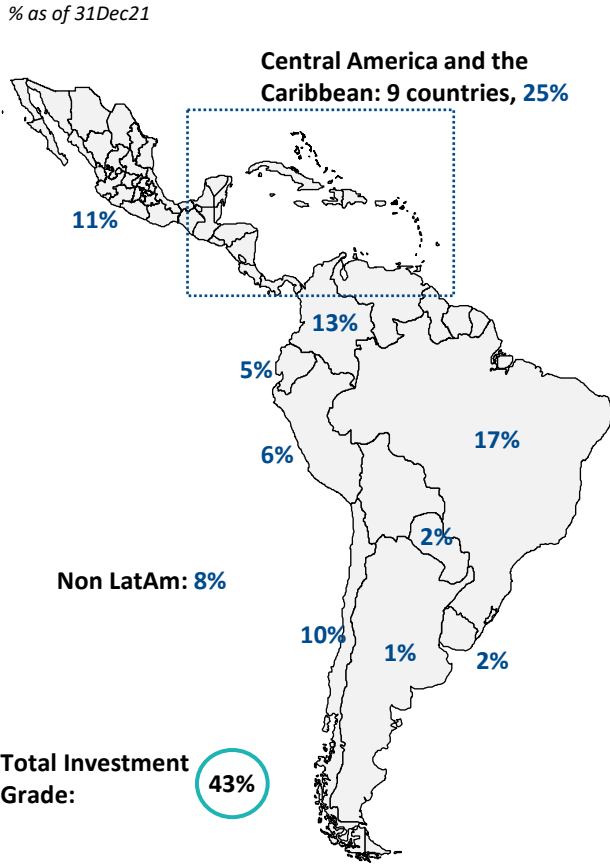 % as of 31Dec21
Central America and the
Caribbean: 9 countries, 25%
11%
13%
5%
17%
6%
2%
Non LatAm: 8%
10%
1%
2%
Total Investment
Grade:
43%